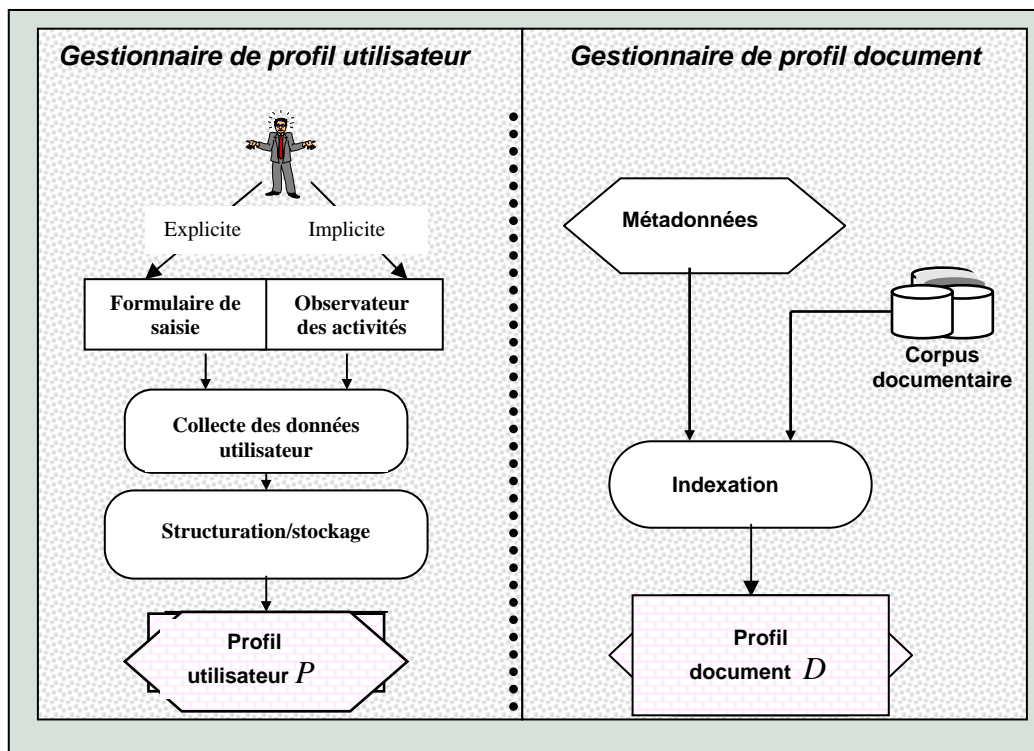 Gestionnaire de profil utilisateur
Explicite
Implicite
Formulaire de
saisie
Observateur
des activités
Collecte des données
utilisateur
Structuration/stockage
Profil
utilisateur P
Gestionnaire de profil document
Métadonnées
Corpus
documentaire
Indexation
Profil
document D